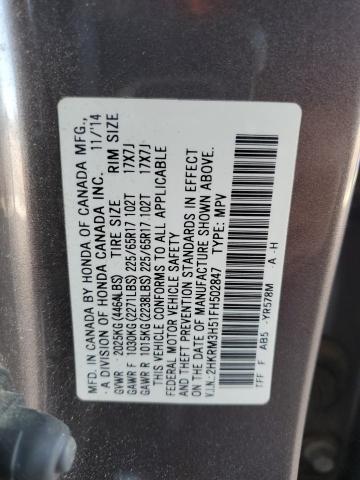 MFD. IN CANADA BY HONDA OF CANADA MFG.,
A DIVISION OF HONDA CANADA INC. 11/'14
TIRE SIZE RIM SIZE
GVWR 2025KG(4464LBS)
GAWR F 1030KG(2271LBS) 225/65R17 102T 17X7J
GAWR R 1015KG(2238LBS) 225/65R17 102T 17X7J
THIS VEHICLE CONFORMS TO ALL APPLICABLE
FEDERAL MOTOR VEHICLE SAFETY
AND THEFT PREVENTION STANDARDS IN EFFECT
ON THE DATE OF MANUFACTURE SHOWN ABOVE.
V.I.N.: 2HKRM3H51FH502847 TYPE: MPV
TFF F AB5 -YR578M -A -H